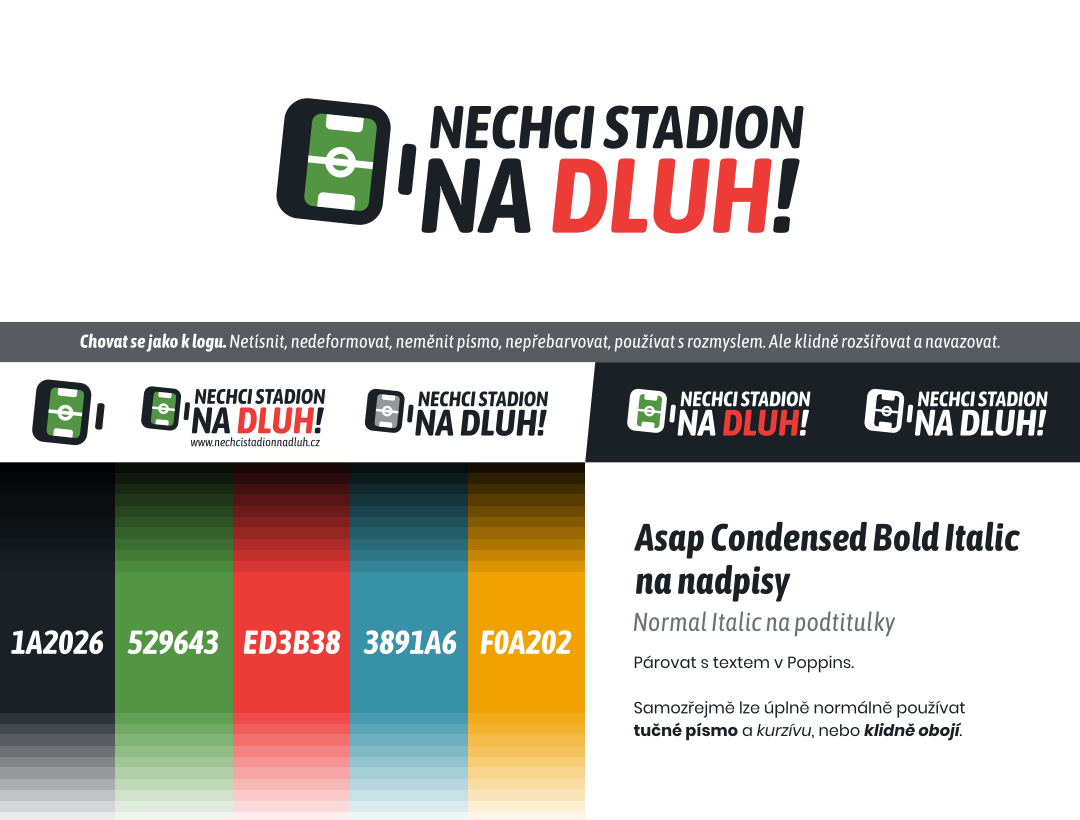 NECHCI STADION
NA DLUH!
Chovat se jako k logu. Netísnit, nedeformovat, neměnit písmo, nepřebarvovat, používat s rozmyslem. Ale klidně rozšířovat a navazovat.
NECHCI STADION
NA DLUH!
www.nechcistadionnadluh.cz
NECHCI STADION
NA DLUH!
NECHCI STADION
NA DLUH!
NECHCI STADION
NA DLUH!
1A2026
529643
ED3B38
3891A6
F0A202
Asap Condensed Bold Italic
na nadpisy
Normal Italic na podtitulky
Párovat s textem v Poppins.
Samozřejmě lze úplně normálně používat
tučné písmo a kurzívu, nebo klidně obojí.